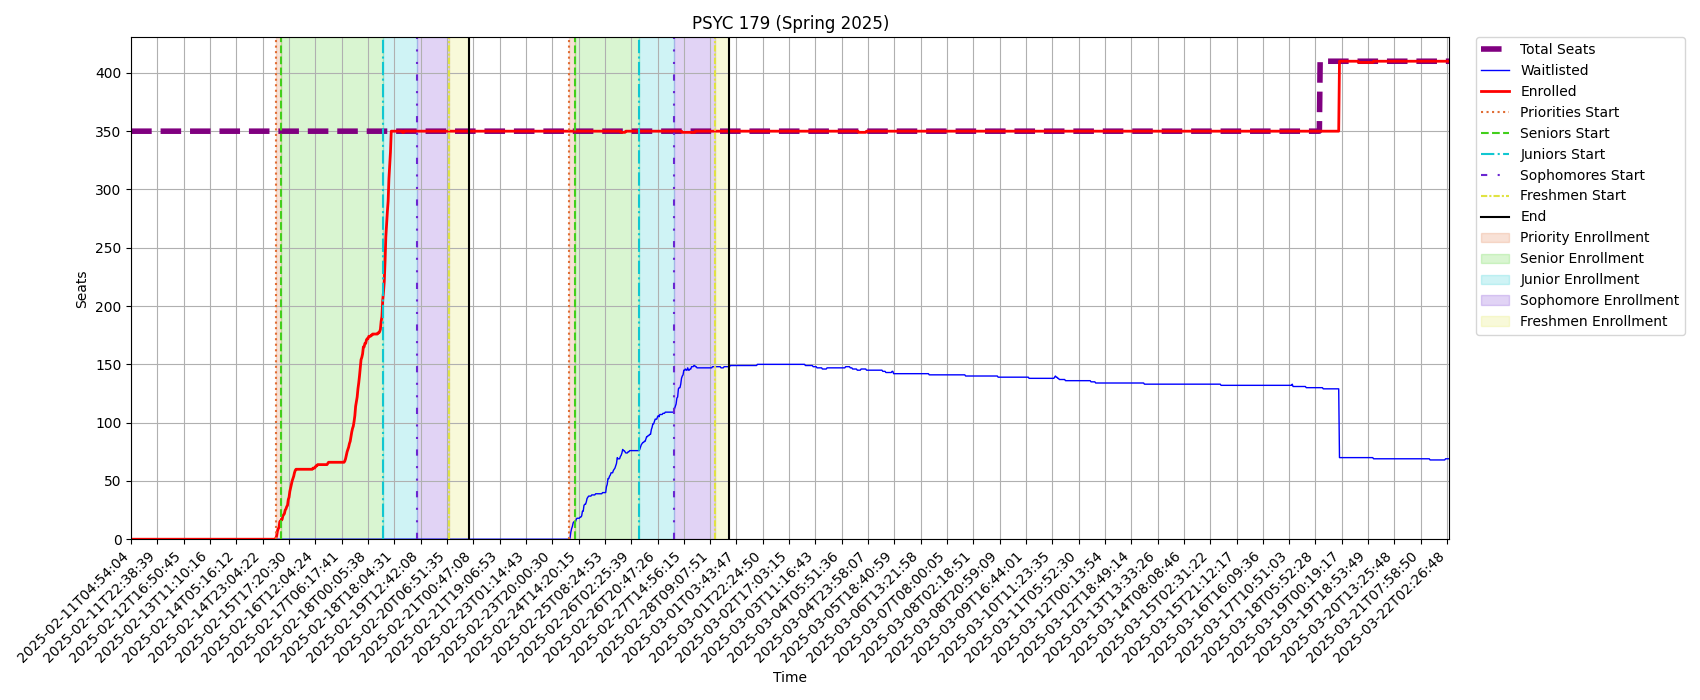 PSYC 179 (Spring 2025)
Seats
400
350
300
250
200
150
100
50
0
2025-02-11T04:54:04
2025-02-11T22:38:39
2025-02-12T16:50:45
2025-02-13T11:10:16
2025-02-14T05:16:12
2025-02-14T23:04:22
2025-02-15T17:20:30
2025-02-16T12:04:24
2025-02-17T06:17:41
2025-02-18T00:05:38
2025-02-18T18:04:31
2025-02-19T12:42:08
2025-02-20T06:51:35
2025-02-21T00:47:08
2025-02-21T19:06:53
2025-02-22T13:14:43
2025-02-23T20:00:30
2025-02-24T14:20:15
2025-02-25T08:24:53
2025-02-26T02:25:39
2025-02-26T20:47:26
2025-02-27T14:56:15
2025-02-28T09:07:51
2025-03-01T03:43:47
2025-03-01T22:24:50
2025-03-02T17:03:15
2025-03-03T11:16:43
2025-03-04T05:51:36
2025-03-04T23:58:07
2025-03-05T18:40:59
2025-03-06T13:21:58
2025-03-07T08:00:05
2025-03-08T02:18:51
2025-03-08T20:59:09
2025-03-09T16:44:01
2025-03-10T11:23:35
2025-03-11T05:52:30
2025-03-12T00:13:54
2025-03-12T18:49:14
2025-03-13T13:33:26
2025-03-14T08:08:46
2025-03-15T02:31:22
2025-03-15T21:12:17
2025-03-16T16:09:36
2025-03-17T10:51:03
2025-03-18T05:52:28
2025-03-19T00:19:17
2025-03-19T18:53:49
2025-03-20T13:25:48
2025-03-21T07:58:50
2025-03-22T02:26:48
Time
Total Seats
Waitlisted
Enrolled
Priorities Start
Seniors Start
Juniors Start
Sophomores Start
Freshmen Start
End
Priority Enrollment
Senior Enrollment
Junior Enrollment
Sophomore Enrollment
Freshmen Enrollment